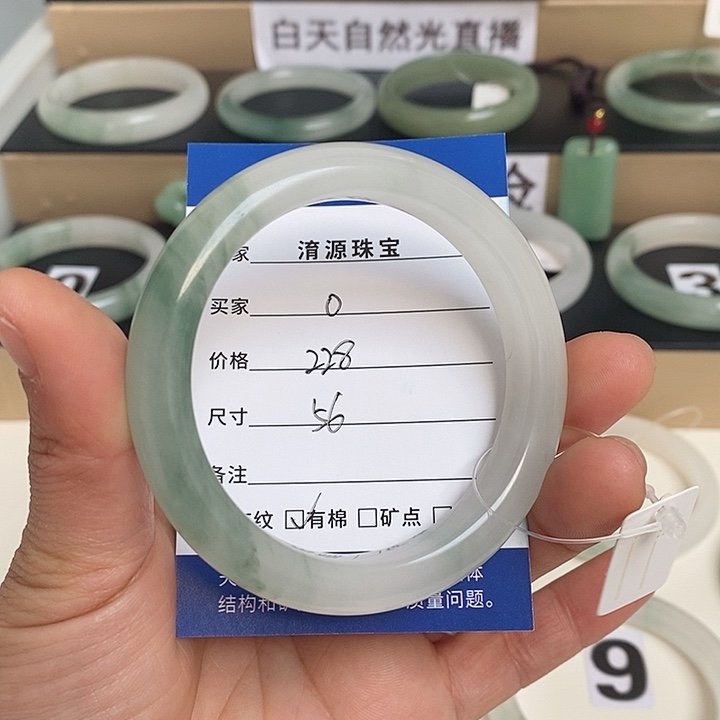 白天自然光直播
家 淯源珠宝
买家 0
价格 228
尺寸 56
备注
纹 ☑有棉 □矿点 □
体
结构和 质量问题。
3
9